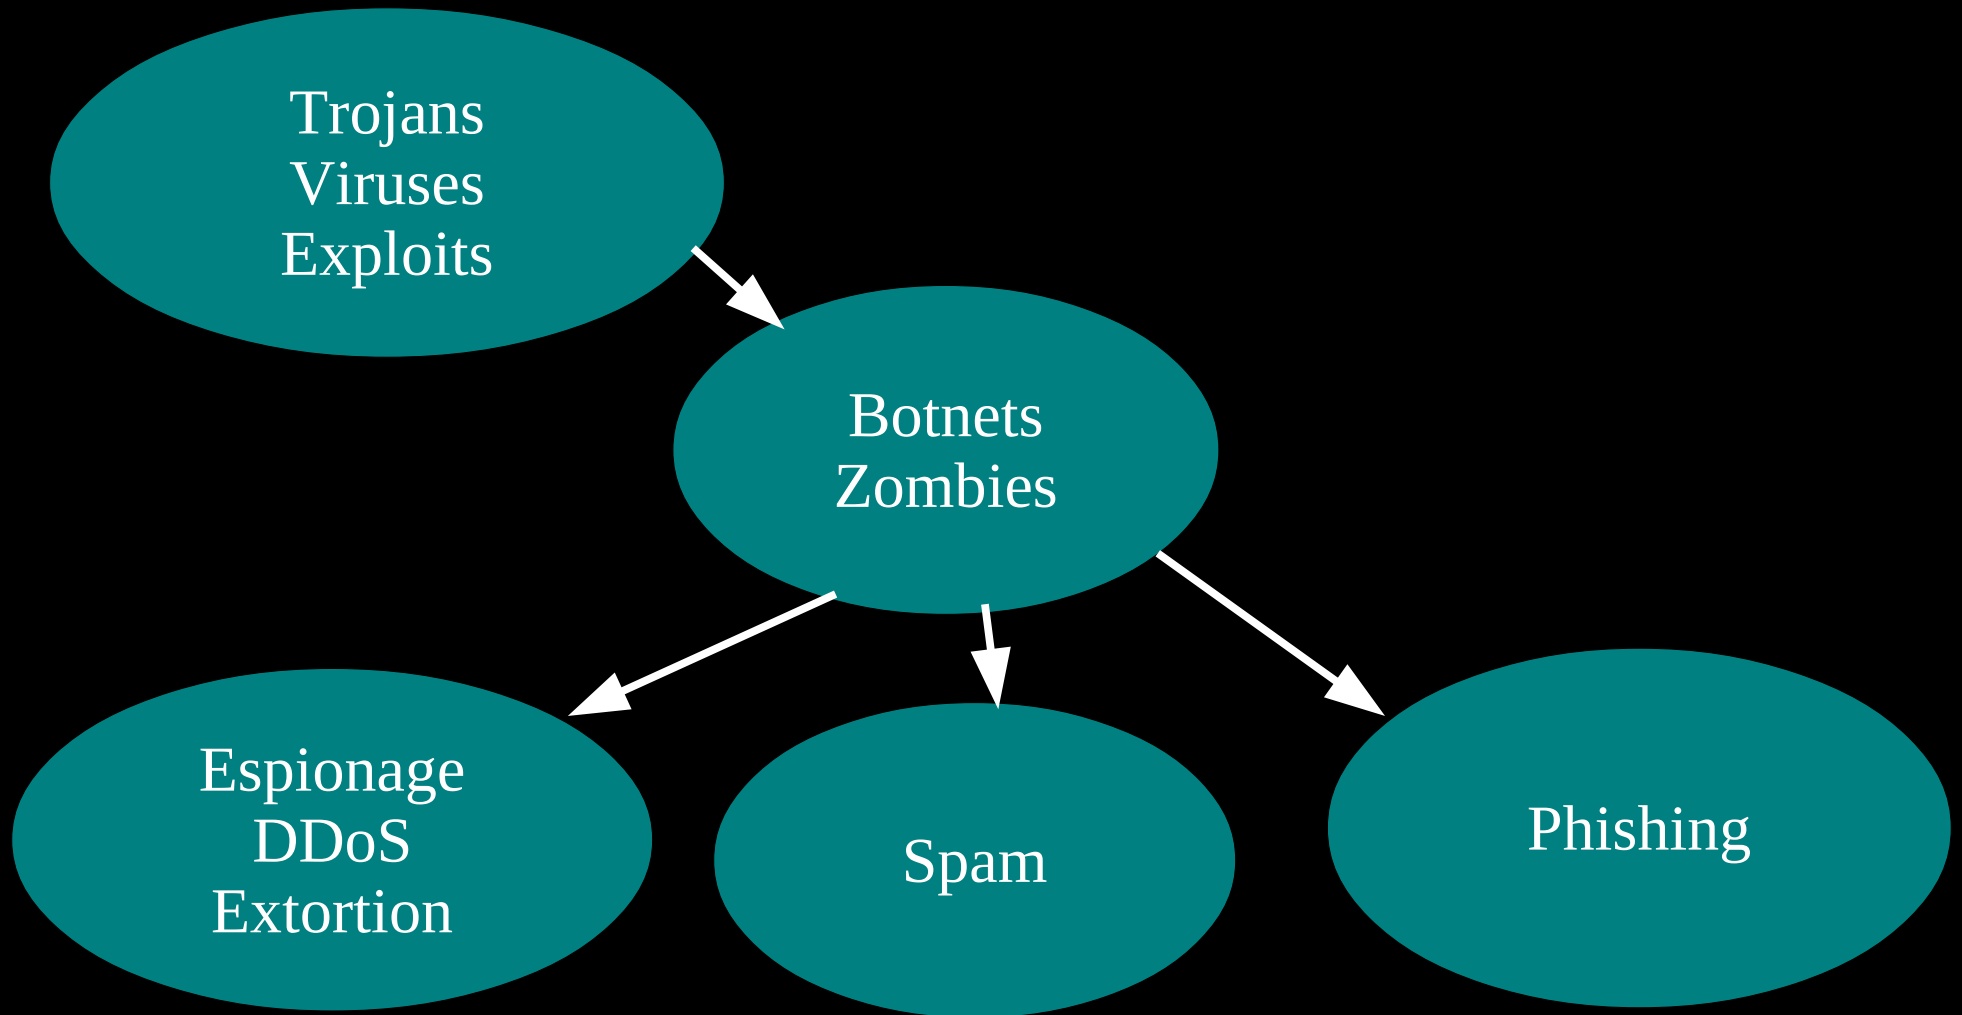 Trojans
Viruses
Exploits
Botnets
Zombies
Espionage
DDoS
Extortion
Spam
Phishing